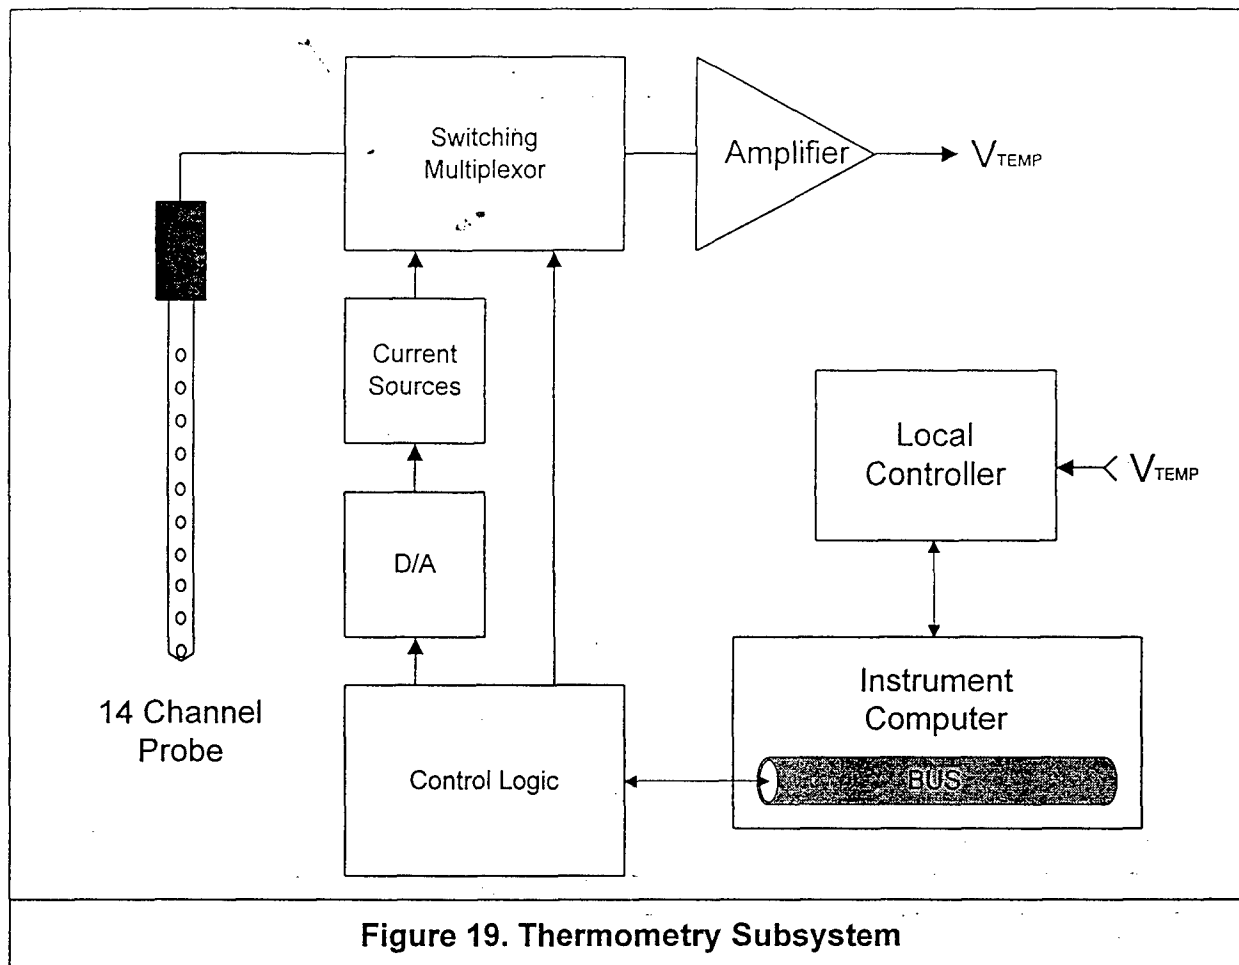 Switching
Multiplexor
Amplifier
VTEMP
Current
Sources
Local
Controller
VTEMP
D/A
14 Channel
Probe
Control Logic
Instrument
Computer
BUS
Figure 19. Thermometry Subsystem